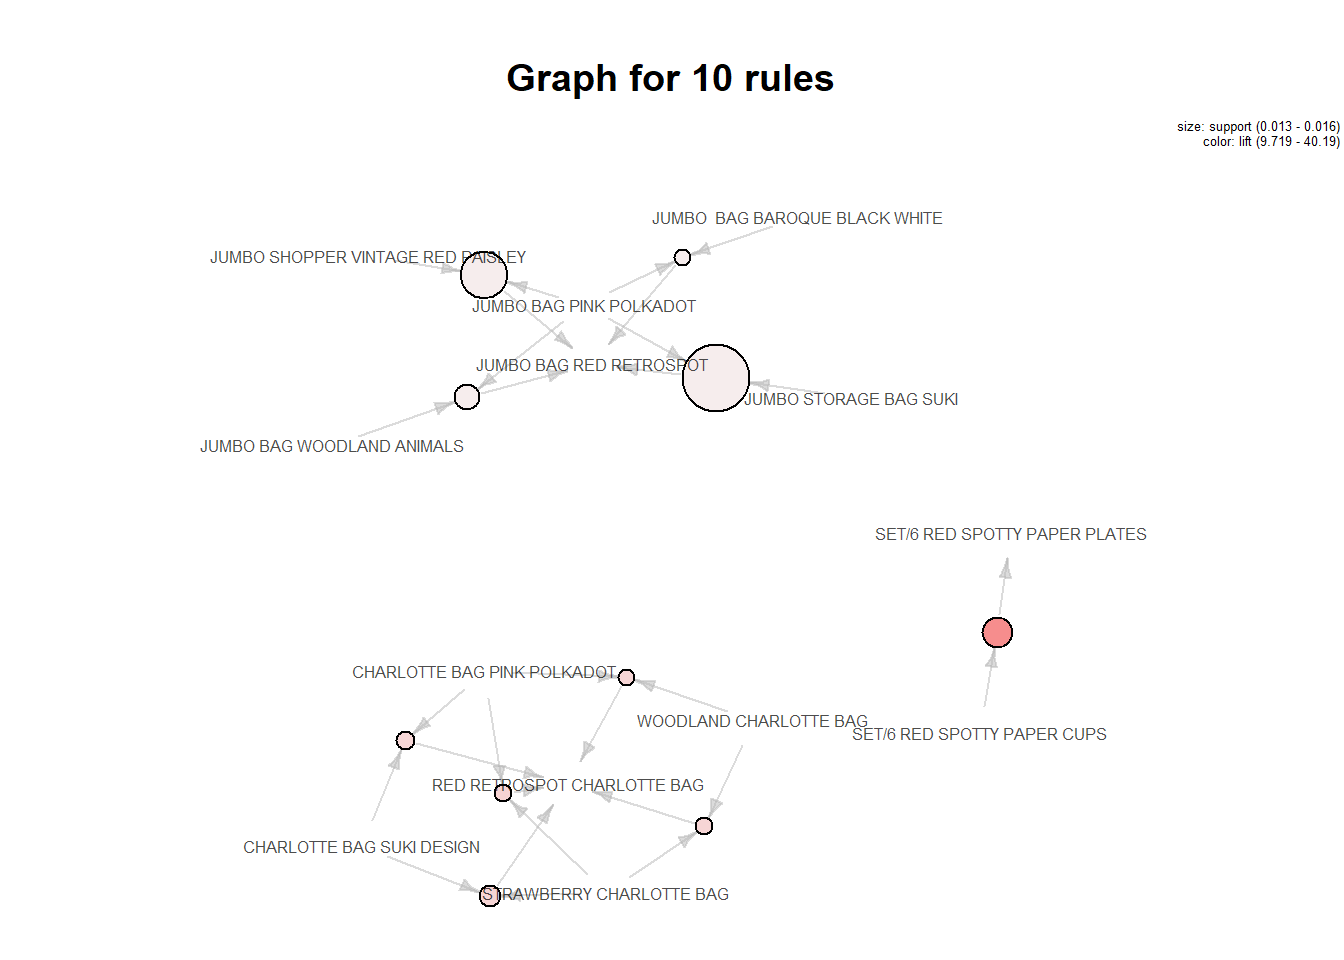 Graph for 10 rules
size: support (0.013 - 0.016)
color: lift (9.719 - 40.19)
JUMBO  BAG BAROQUE BLACK WHITE
JUMBO SHOPPER VINTAGE RED PAISLEY
JUMBO BAG PINK POLKADOT
JUMBO BAG RED RETROSPOT
JUMBO STORAGE BAG SUKI
JUMBO BAG WOODLAND ANIMALS
SET/6 RED SPOTTY PAPER PLATES
CHARLOTTE BAG PINK POLKADOT
WOODLAND CHARLOTTE BAG
SET/6 RED SPOTTY PAPER CUPS
RED RETROSPOT CHARLOTTE BAG
CHARLOTTE BAG SUKI DESIGN
STRAWBERRY CHARLOTTE BAG